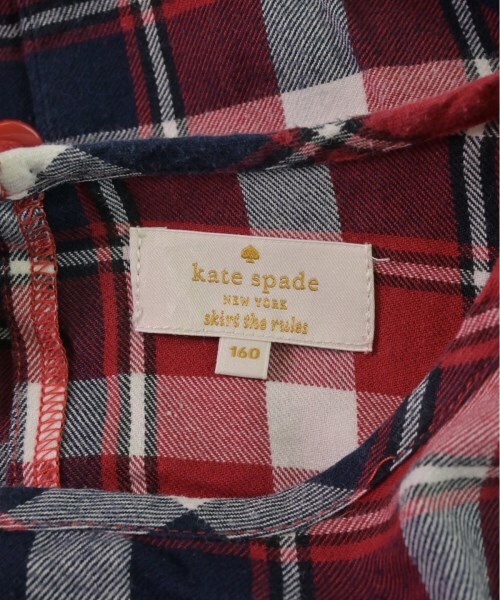 kate spade
NEW YORK
skirt the rules
160